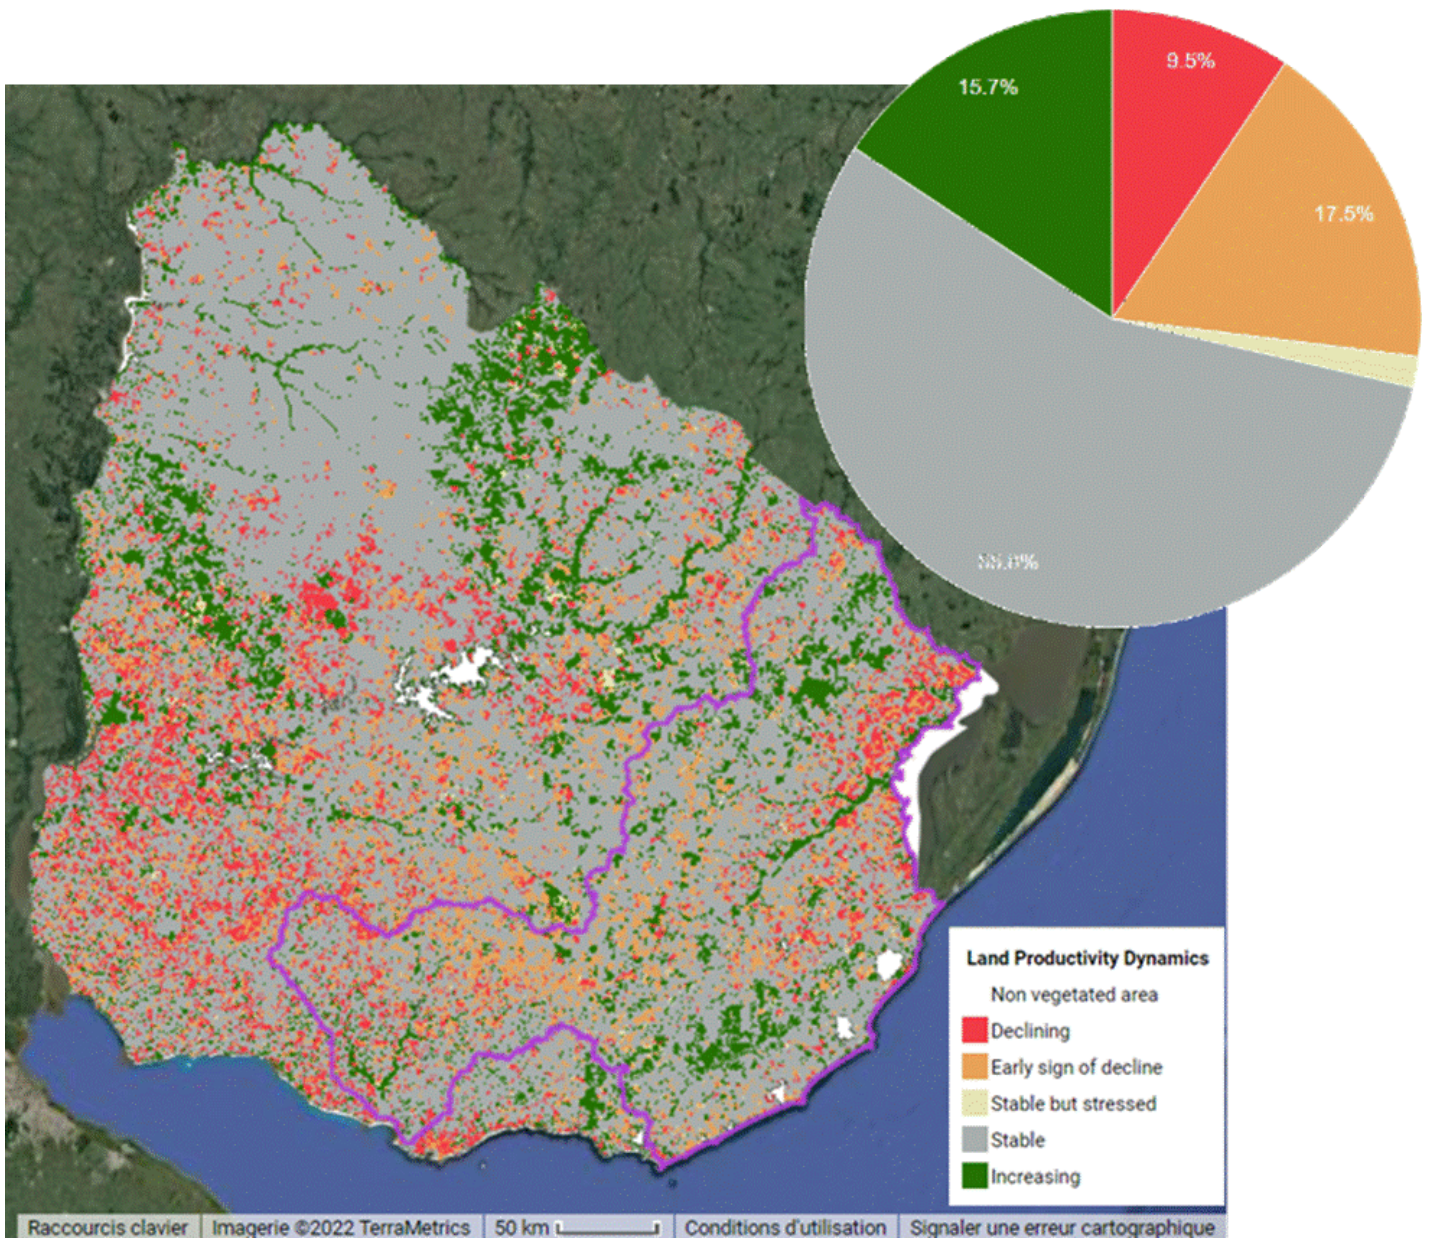 9.5%
15.7%
17.5%
Land Productivity Dynamics
Non vegetated area
Declining
Early sign of decline
Stable but stressed
Stable
Increasing
Raccourcis clavier
Imagerie ©2022 TerraMetrics
50 km
Conditions d'utilisation
Signaler une erreur cartographique